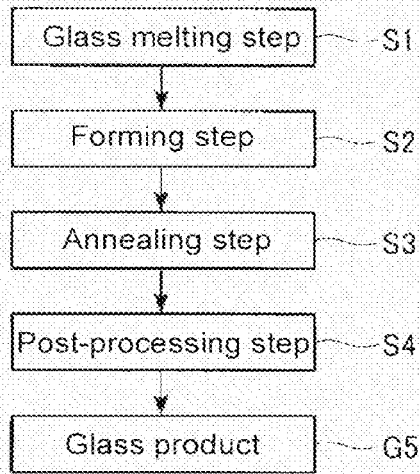 Glass melting step S1
Forming step S2
Annealing step S3
Post-processing step S4
Glass product G5